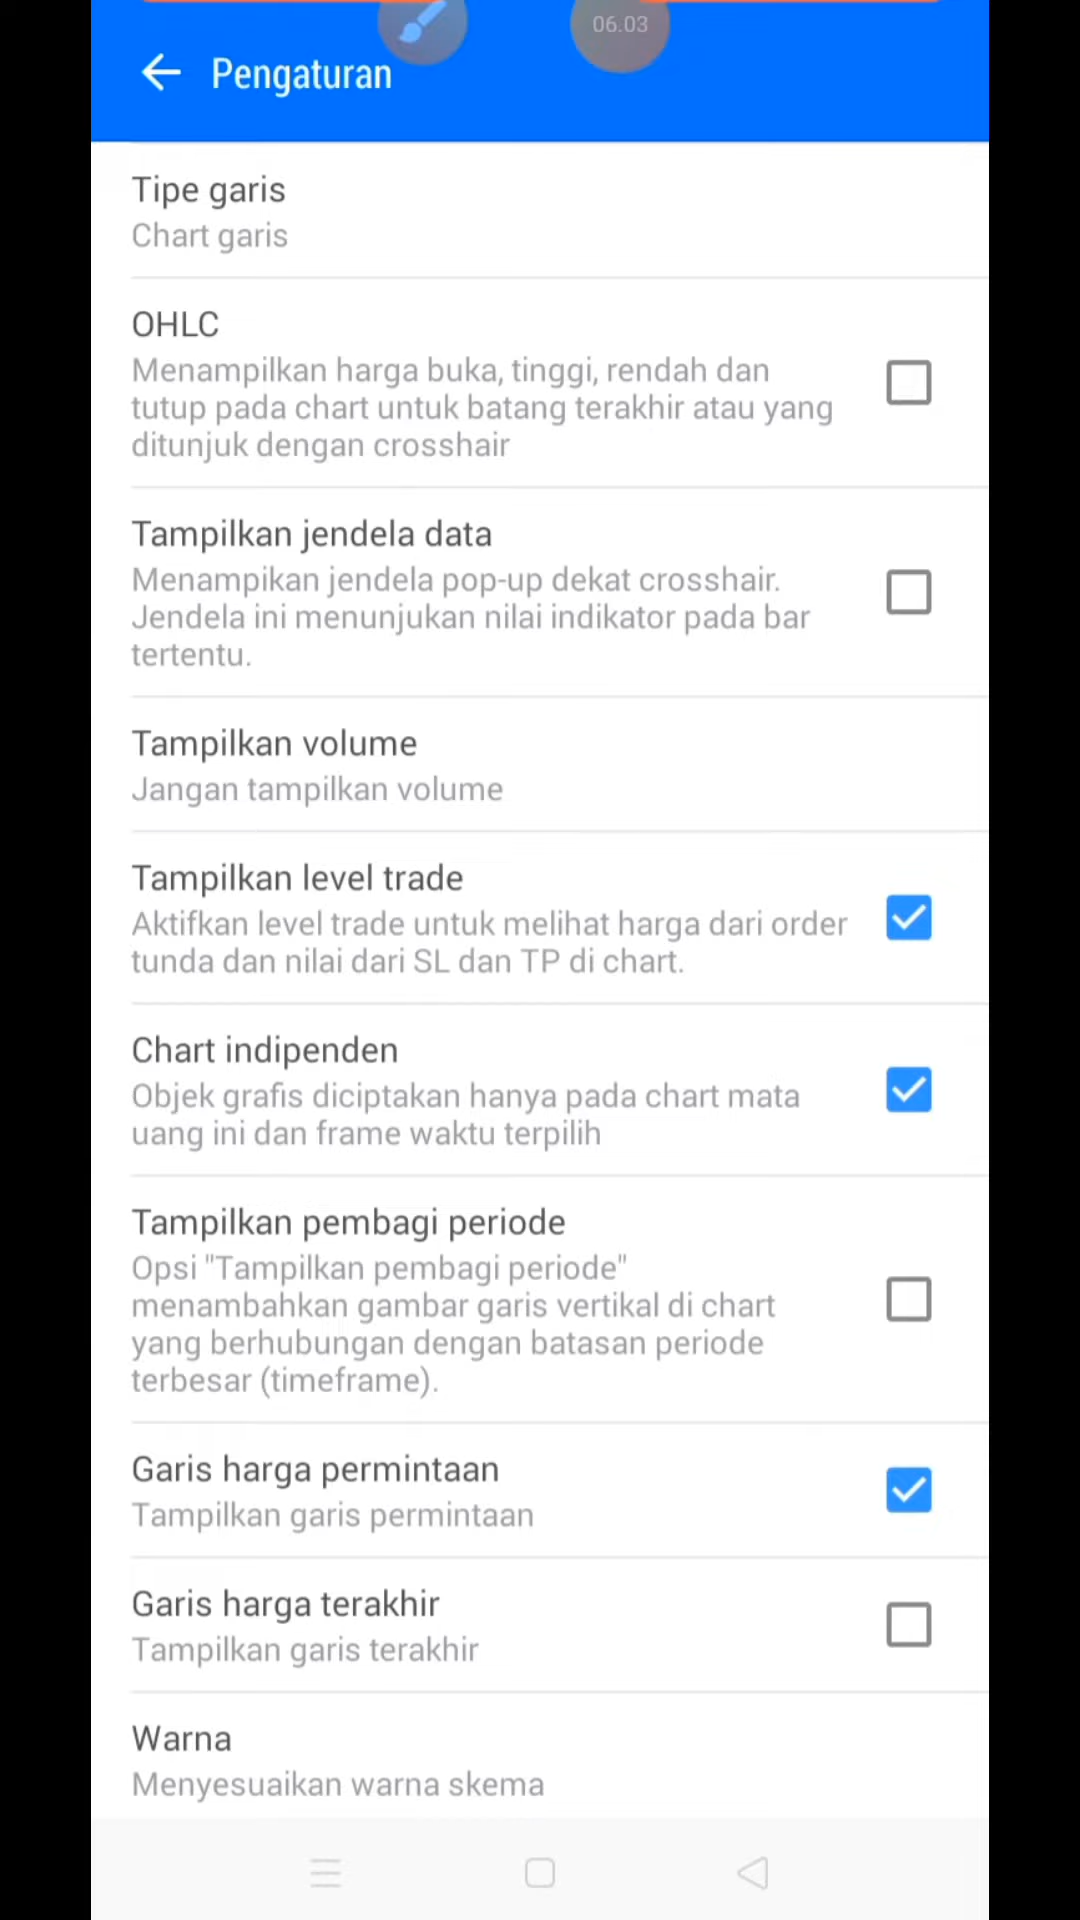 06.03
Pengaturan
Tipe garis
Chart garis
OHLC
Menampilkan harga buka, tinggi, rendah dan
tutup pada chart untuk batang terakhir atau yang
ditunjuk dengan crosshair
Tampilkan jendela data
Menampikan jendela pop-up dekat crosshair.
Jendela ini menunjukan nilai indikator pada bar
tertentu.
Tampilkan volume
Jangan tampilkan volume
Tampilkan level trade
Aktifkan level trade untuk melihat harga dari order
tunda dan nilai dari SL dan TP di chart.
Chart indipenden
Objek grafis diciptakan hanya pada chart mata
uang ini dan frame waktu terpilih
Tampilkan pembagi periode
Opsi "Tampilkan pembagi periode"
menambahkan gambar garis vertikal di chart
yang berhubungan dengan batasan periode
terbesar (timeframe).
Garis harga permintaan
Tampilkan garis permintaan
Garis harga terakhir
Tampilkan garis terakhir
Warna
Menyesuaikan warna skema